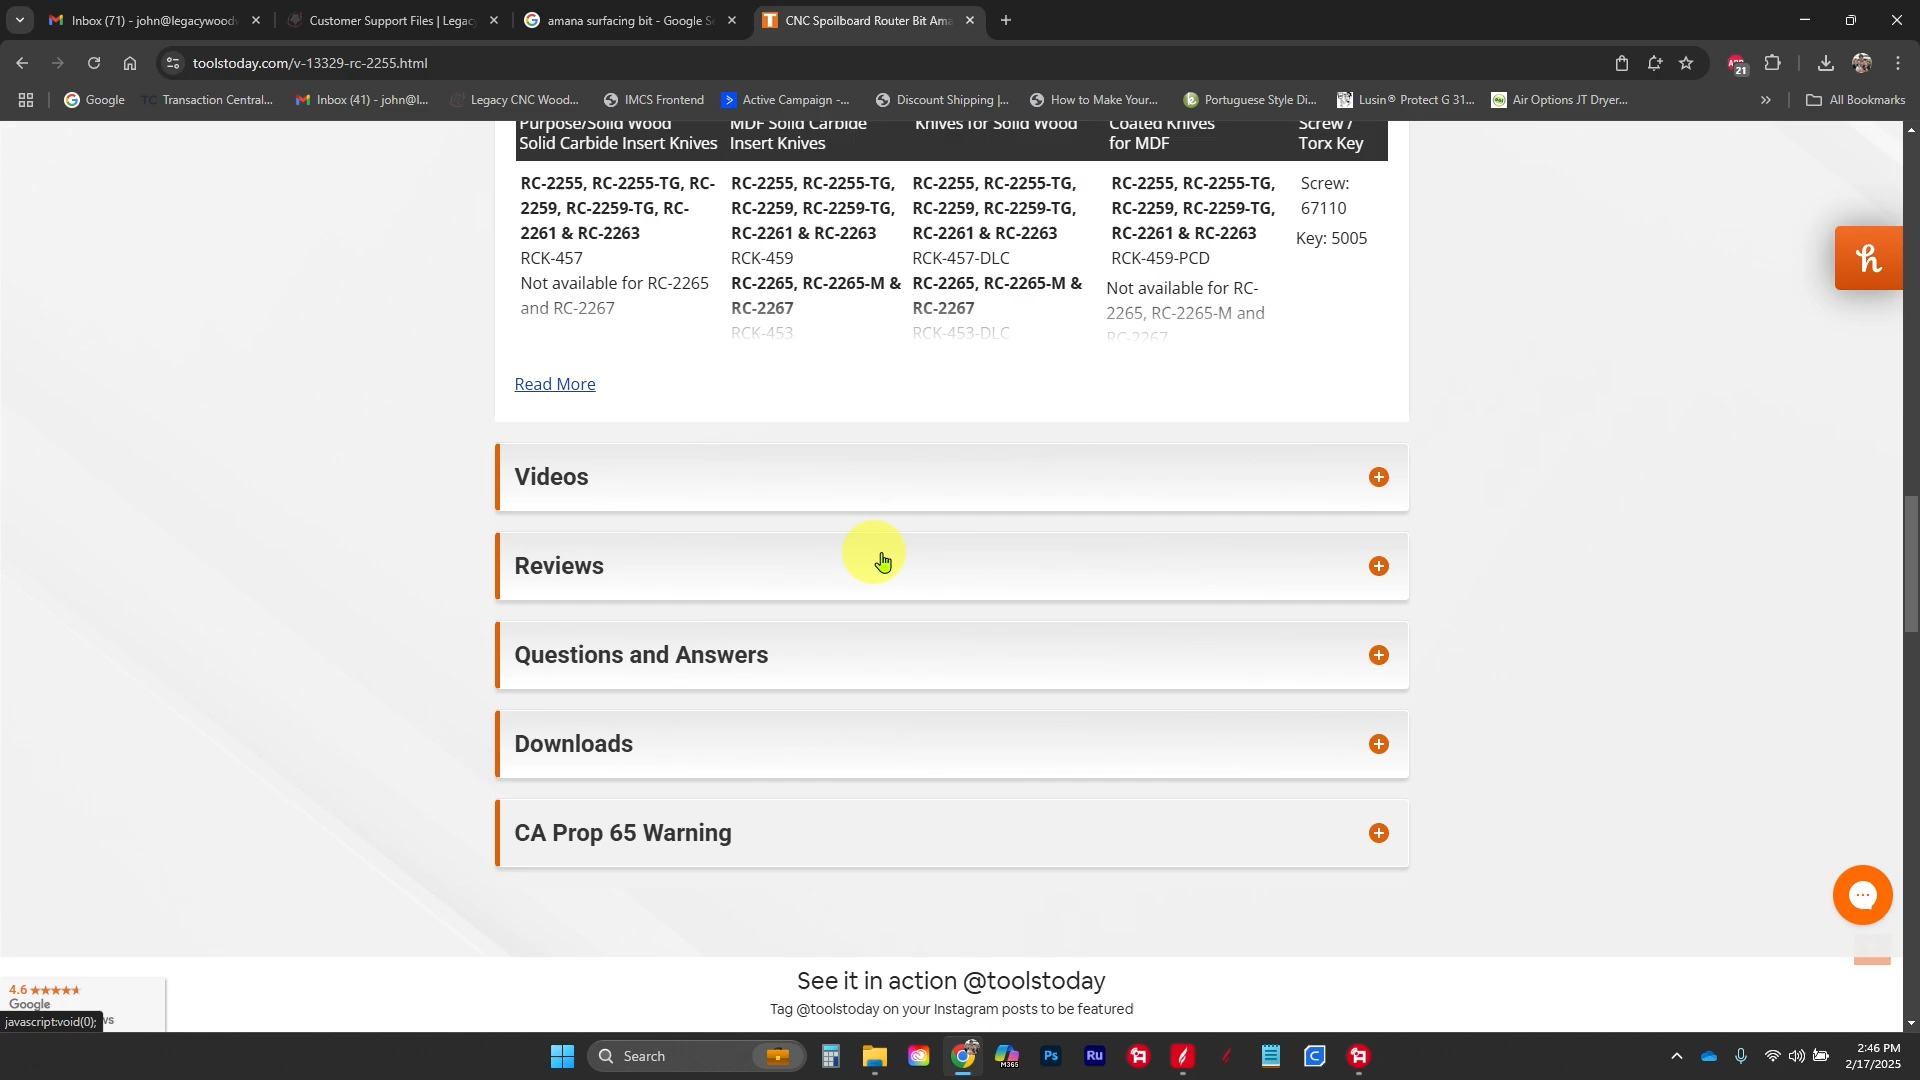 Inbox (71) - john@legacywoodw
Customer Support Files | Legacy
amana surfacing bit - Google Se
CNC Spoilboard Router Bit Ama
toolstoday.com/v-13329-rc-2255.html
21
Google
TC Transaction Central...
Inbox (41) - john@l...
Legacy CNC Wood...
IMCS Frontend
Active Campaign -...
Discount Shipping |...
How to Make Your...
Portuguese Style Di...
Lusin® Protect G 31...
Air Options JT Dryer...
All Bookmarks
Purpose/Solid Wood
Solid Carbide Insert Knives
MDF Solid Carbide
Insert Knives
Knives for Solid Wood
Coated Knives
for MDF
Screw /
Torx Key
RC-2255, RC-2255-TG, RC-
2259, RC-2259-TG, RC-
2261 & RC-2263
RCK-457
Not available for RC-2265
and RC-2267
RC-2255, RC-2255-TG,
RC-2259, RC-2259-TG,
RC-2261 & RC-2263
RCK-459
RC-2265, RC-2265-M &
RC-2267
RCK-453
RC-2255, RC-2255-TG,
RC-2259, RC-2259-TG,
RC-2261 & RC-2263
RCK-457-DLC
RC-2265, RC-2265-M &
RC-2267
RCK-453-DLC
RC-2255, RC-2255-TG,
RC-2259, RC-2259-TG,
RC-2261 & RC-2263
RCK-459-PCD
Not available for RC-
2265, RC-2265-M and
RC-2267
Screw:
67110
Key: 5005
Read More
Videos
Reviews
Questions and Answers
Downloads
CA Prop 65 Warning
See it in action @toolstoday
Tag @toolstoday on your Instagram posts to be featured
4.6 ★★★★★
Google
javascript:void(0);
Search
M365
Ps
Ru
2:46 PM
2/17/2025